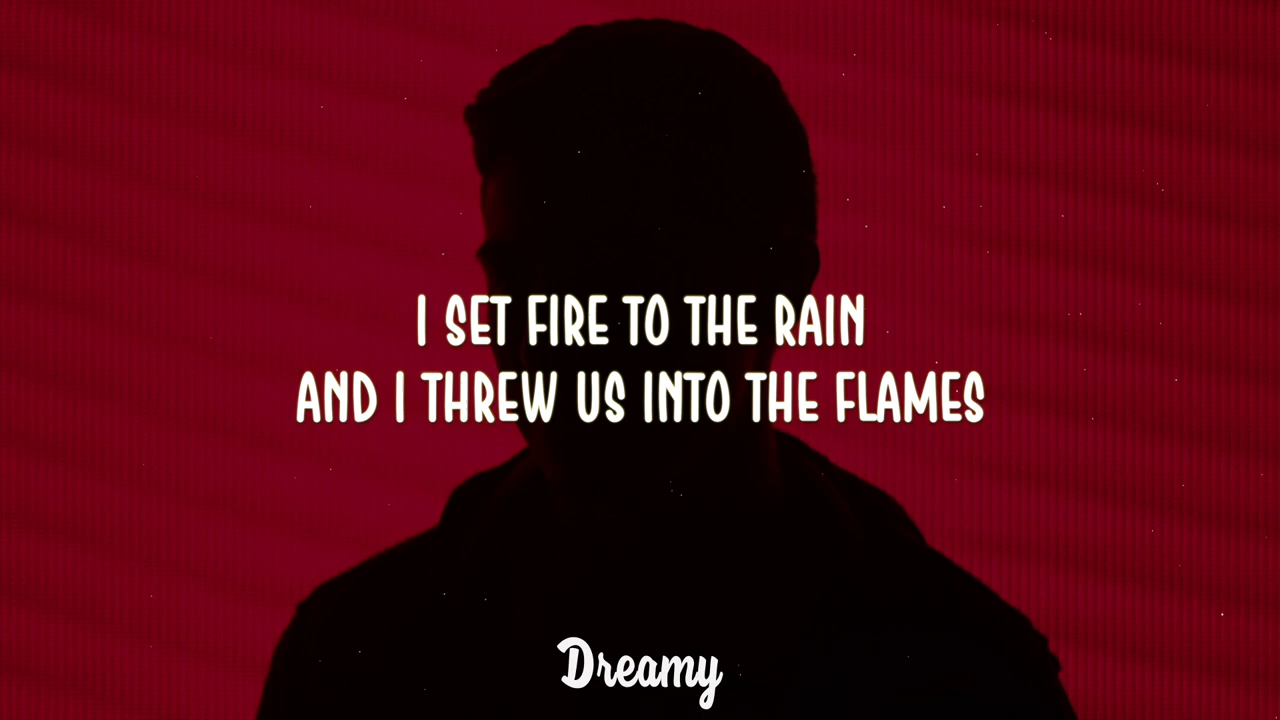 I SET FIRE TO THE RAIN
AND I THREW US INTO THE FLAMES
Dreamy